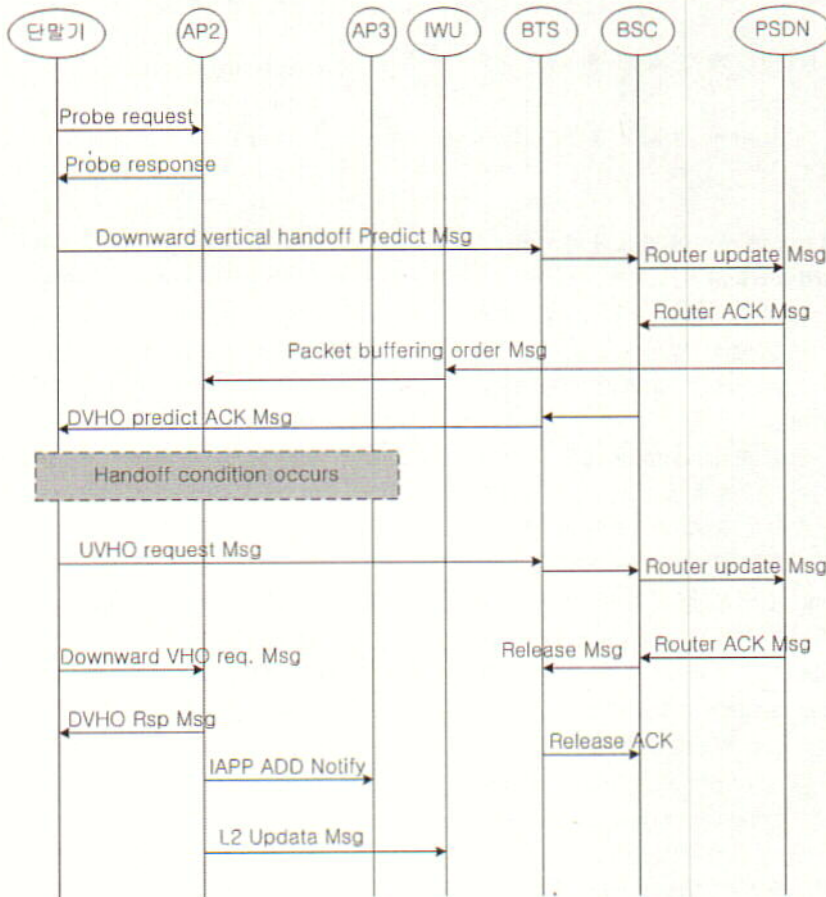 단말기 AP2 AP3 IWU BTS BSC PSDN
Probe request
Probe response
Downward vertical handoff Predict Msg
Router update Msg
Router ACK Msg
Packet buffering order Msg
DVHO predict ACK Msg
Handoff condition occurs
UVHO request Msg
Router update Msg
Downward VHO req. Msg
Release Msg
Router ACK Msg
DVHO Rsp Msg
Release ACK
IAPP ADD Notify
L2 Updata Msg